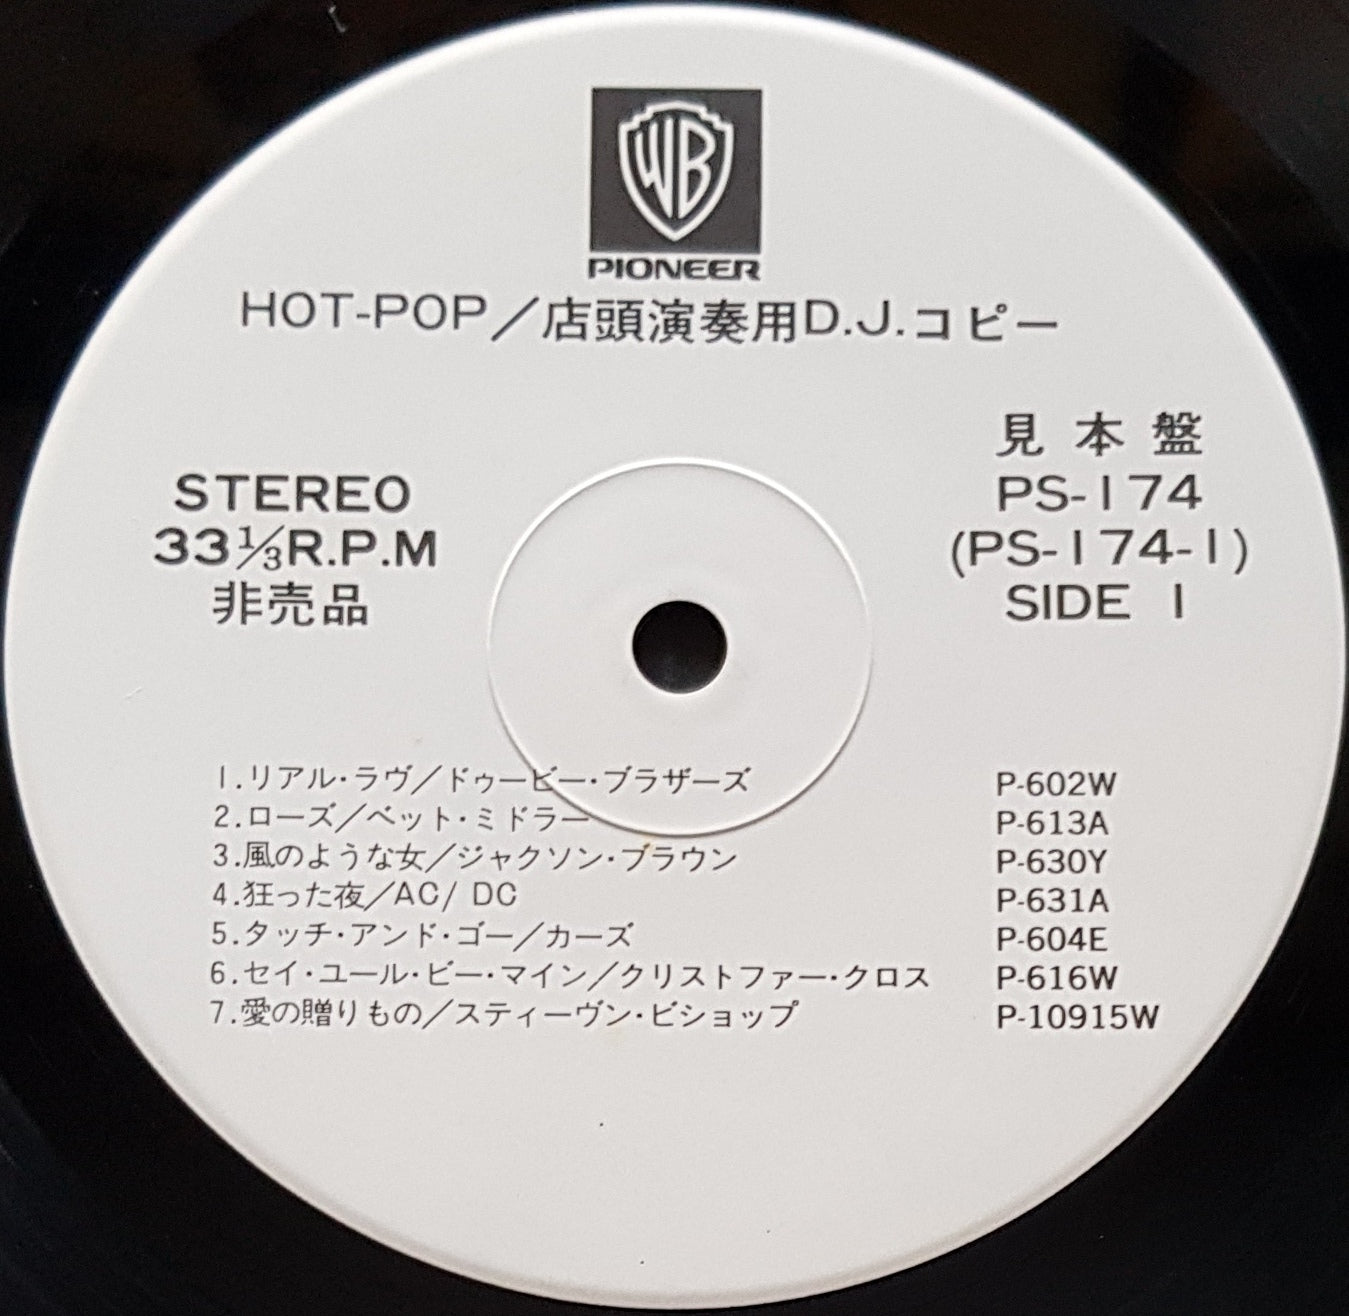 WB
PIONEER
HOT-POP／店頭演奏用D.J.コピー
見本盤
STEREO
PS-174
33⅓R.P.M
(PS-174-1)
非売品
SIDE 1
1.リアル・ラヴ／ドゥービー・ブラザーズ P-602W
2.ローズ／ベット・ミドラー P-613A
3.風のような女／ジャクソン・ブラウン P-630Y
4.狂った夜／AC/ DC P-631A
5.タッチ・アンド・ゴー／カーズ P-604E
6.セイ・ユール・ビー・マイン／クリストファー・クロス P-616W
7.愛の贈りもの／スティーヴン・ビショップ P-10915W